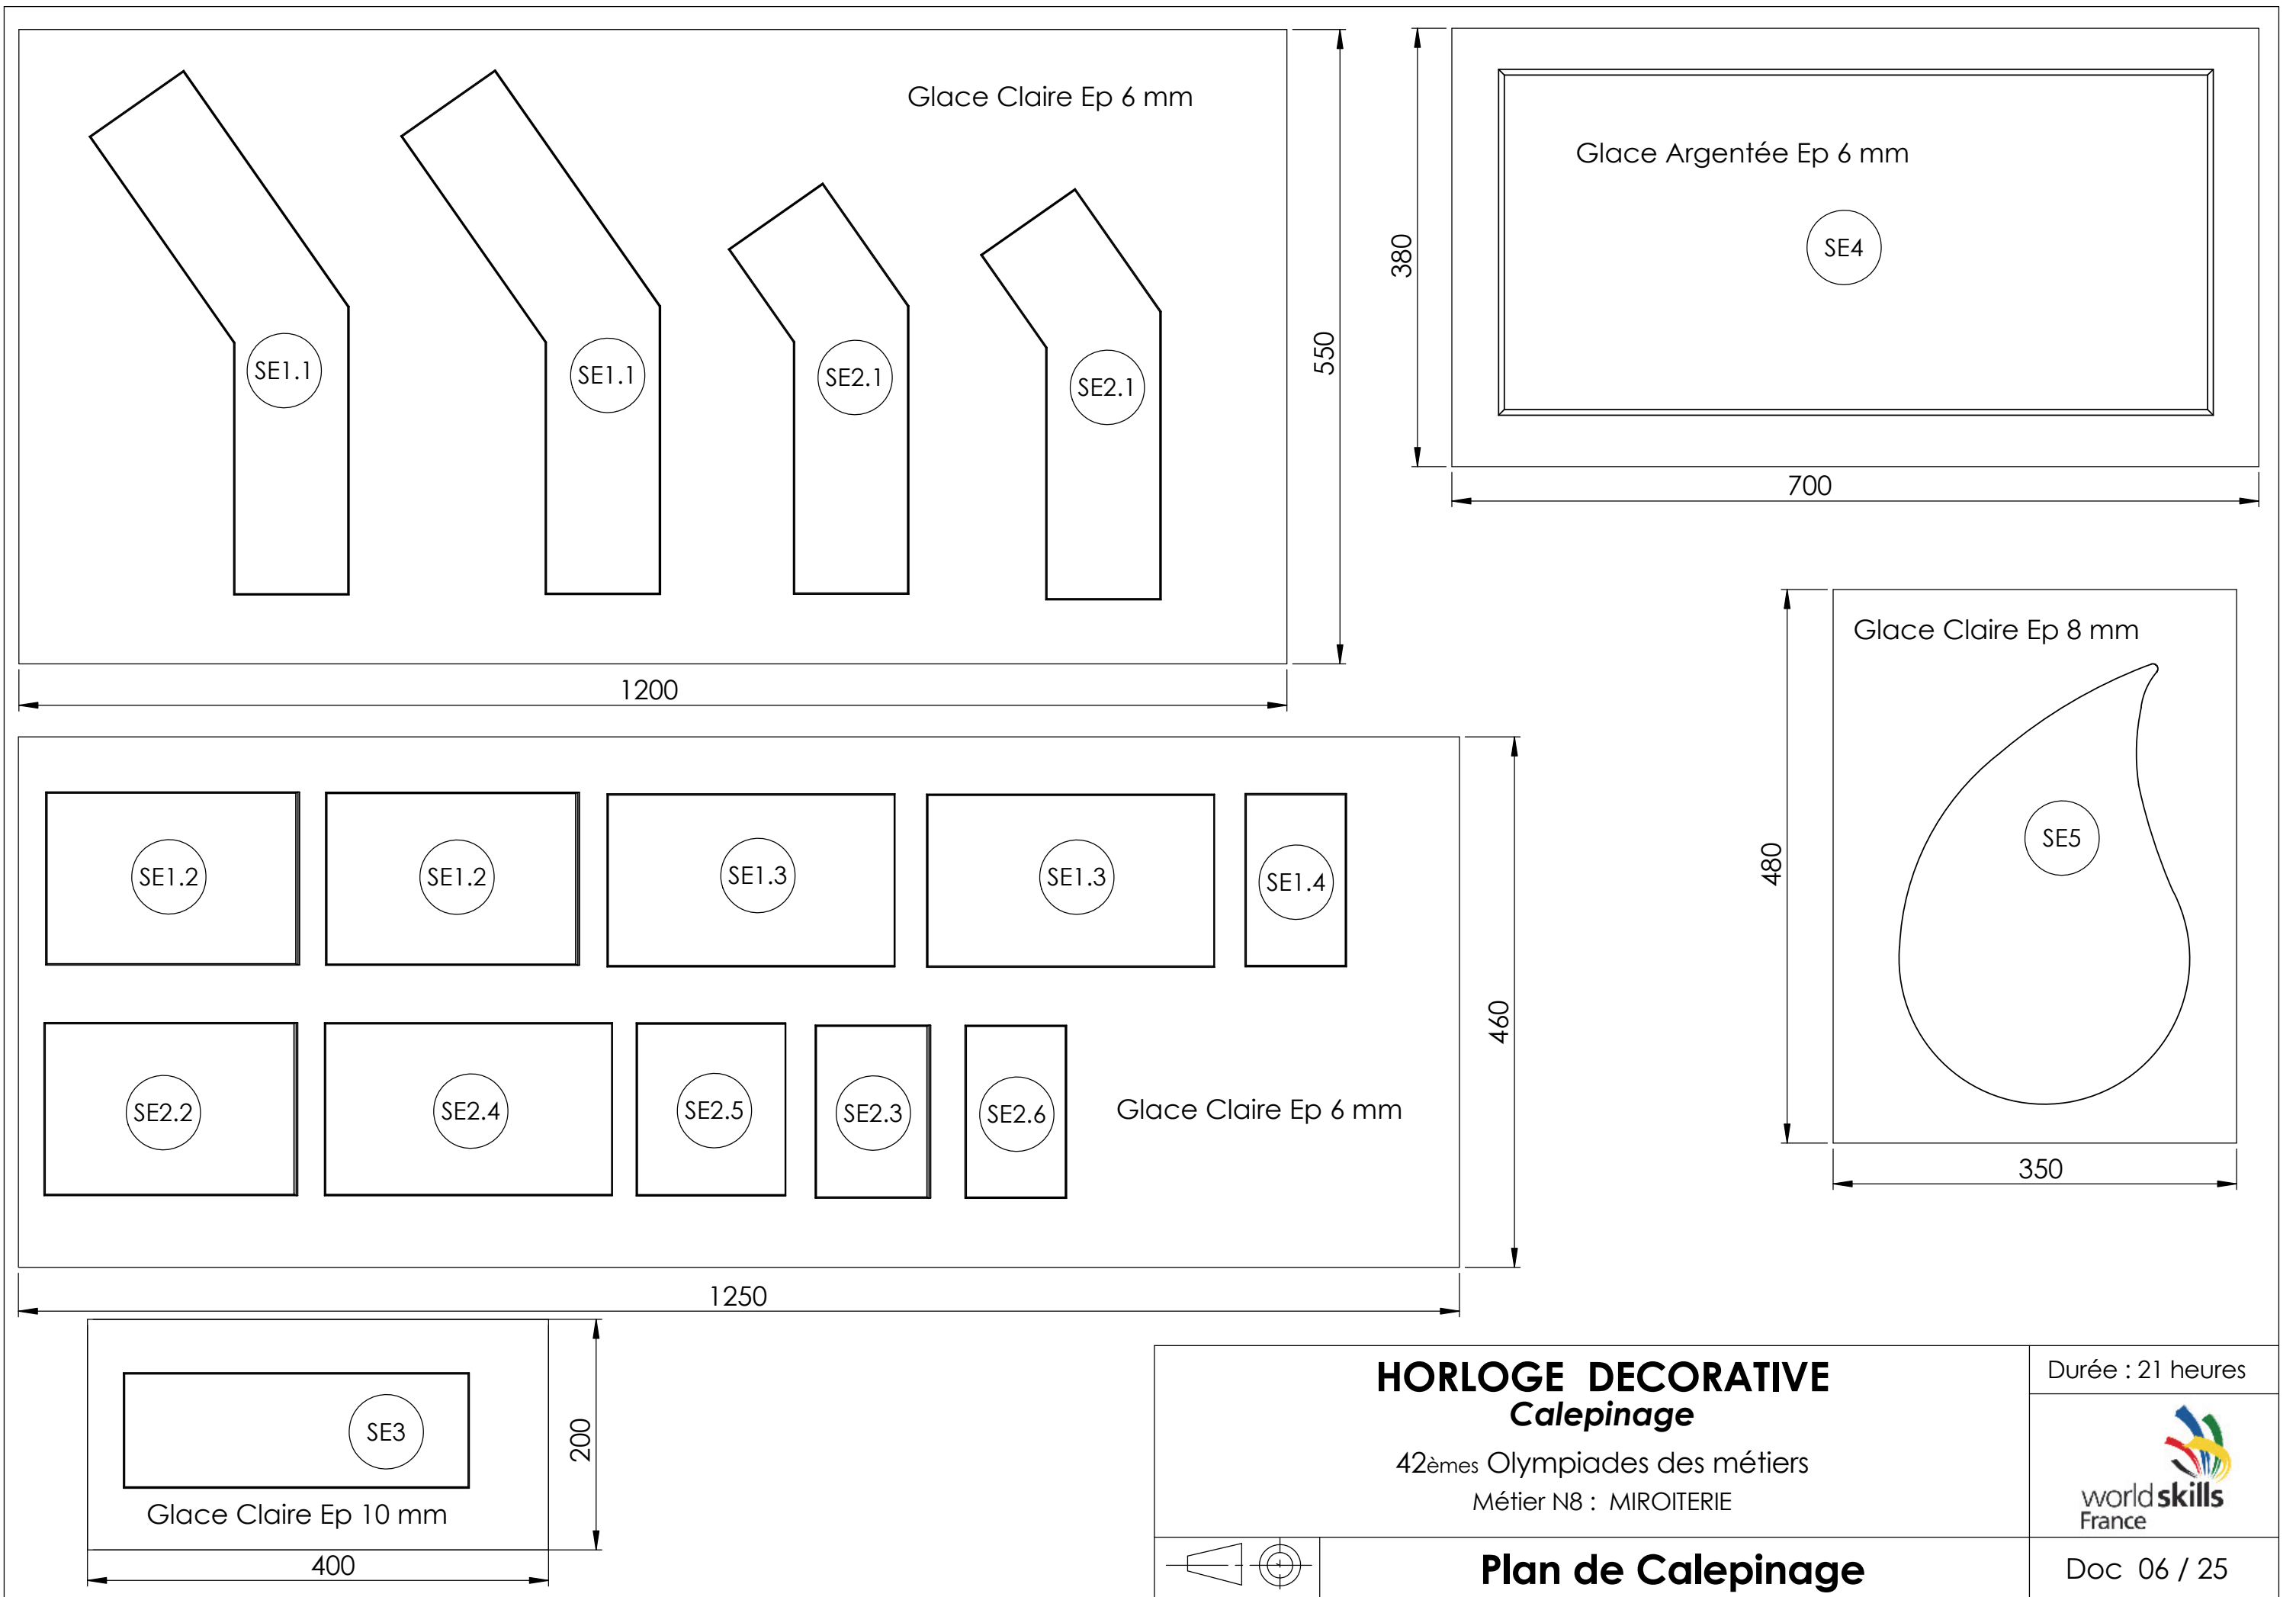 Glace Claire Ep 6 mm
SE1.1
SE1.1
SE2.1
SE2.1
550
1200
Glace Argentée Ep 6 mm
SE4
380
700
Glace Claire Ep 8 mm
SE5
480
350
SE1.2
SE1.2
SE1.3
SE1.3
SE1.4
SE2.2
SE2.4
SE2.5
SE2.3
SE2.6
Glace Claire Ep 6 mm
460
1250
SE3
Glace Claire Ep 10 mm
200
400
HORLOGE DECORATIVE
Calepinage
42èmes Olympiades des métiers
Métier N8 : MIROITERIE
Plan de Calepinage
Durée : 21 heures
worldskills
France
Doc 06 / 25